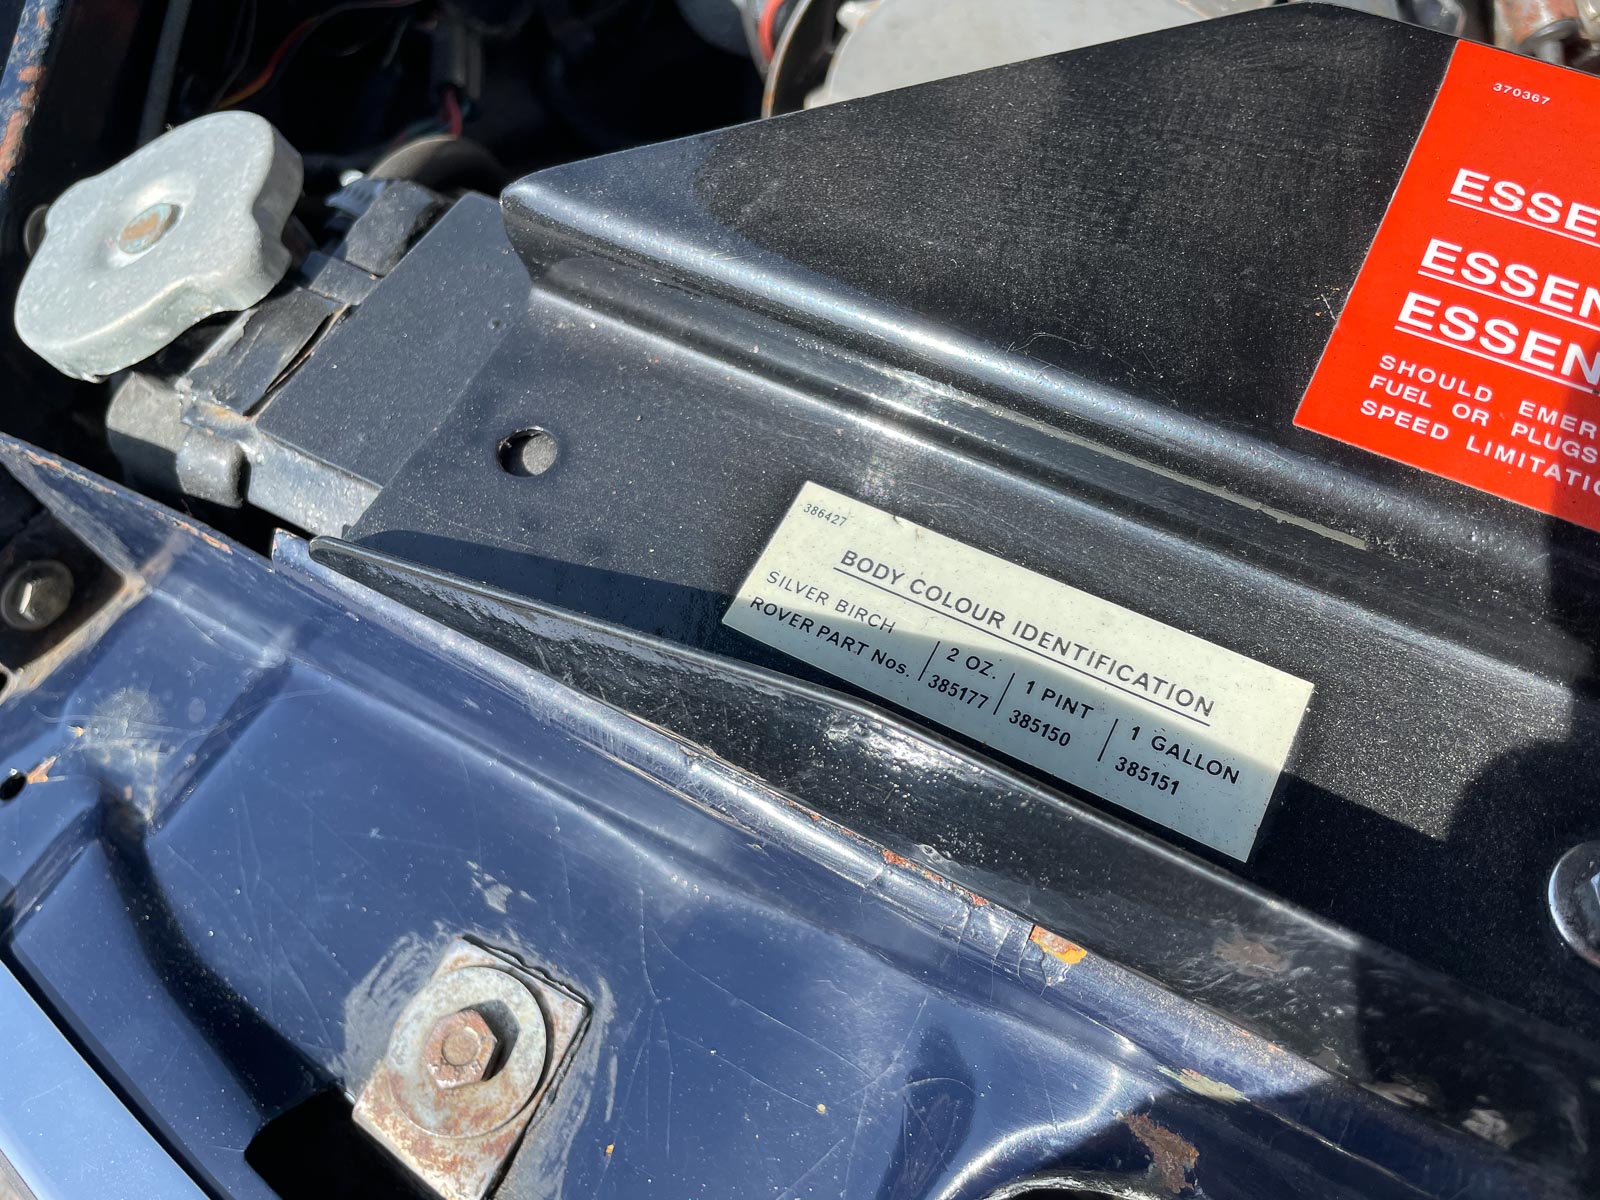 370367
ESSE
ESSEN
ESSEN
SHOULD EMER
FUEL OR PLUGS
SPEED LIMITATIO
386427
BODY COLOUR IDENTIFICATION
SILVER BIRCH
ROVER PART Nos. 2 OZ. 1 PINT 1 GALLON
385177 385150 385151